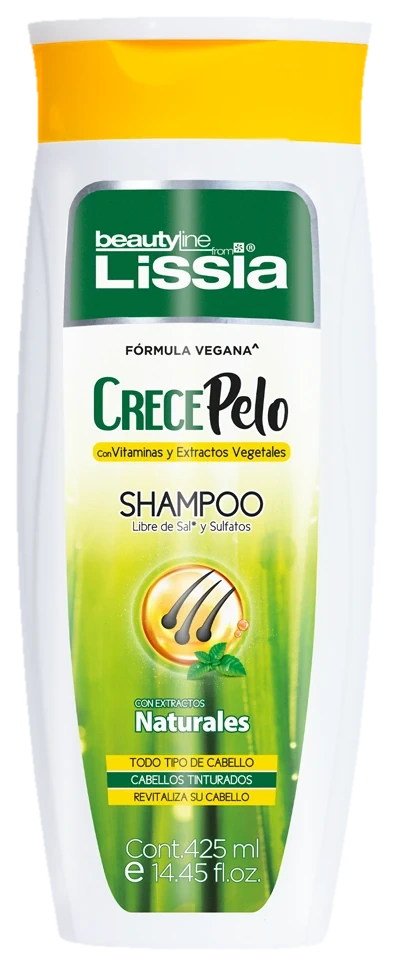 beautyline
from ®
Lissia
FÓRMULA VEGANA^
CRECEPelo
Con Vitaminas y Extractos Vegetales
SHAMPOO
Libre de Sal* y Sulfatos
CON EXTRACTOS
Naturales
TODO TIPO DE CABELLO
CABELLOS TINTURADOS
REVITALIZA SU CABELLO
Cont.425 ml
e 14.45 fl.oz.